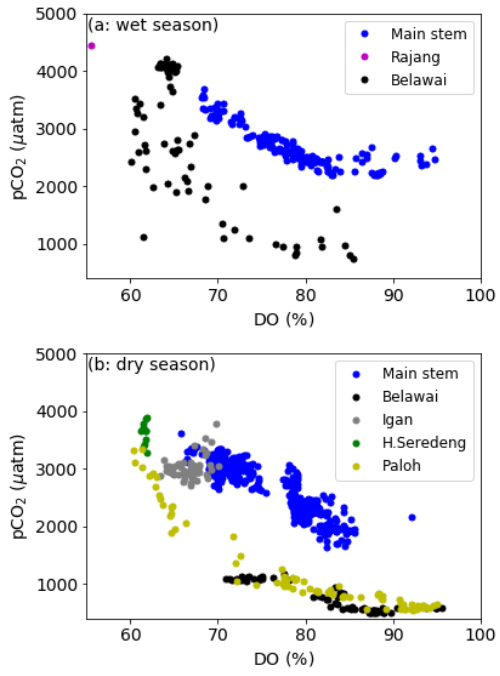 (a: wet season)
Main stem
Rajang
Belawai
5000
4000
3000
2000
1000
pCO₂ (μatm)
60 70 80 90 100
DO (%)
(b: dry season)
Main stem
Belawai
Igan
H.Seredeng
Paloh
5000
4000
3000
2000
1000
pCO₂ (μatm)
60 70 80 90 100
DO (%)